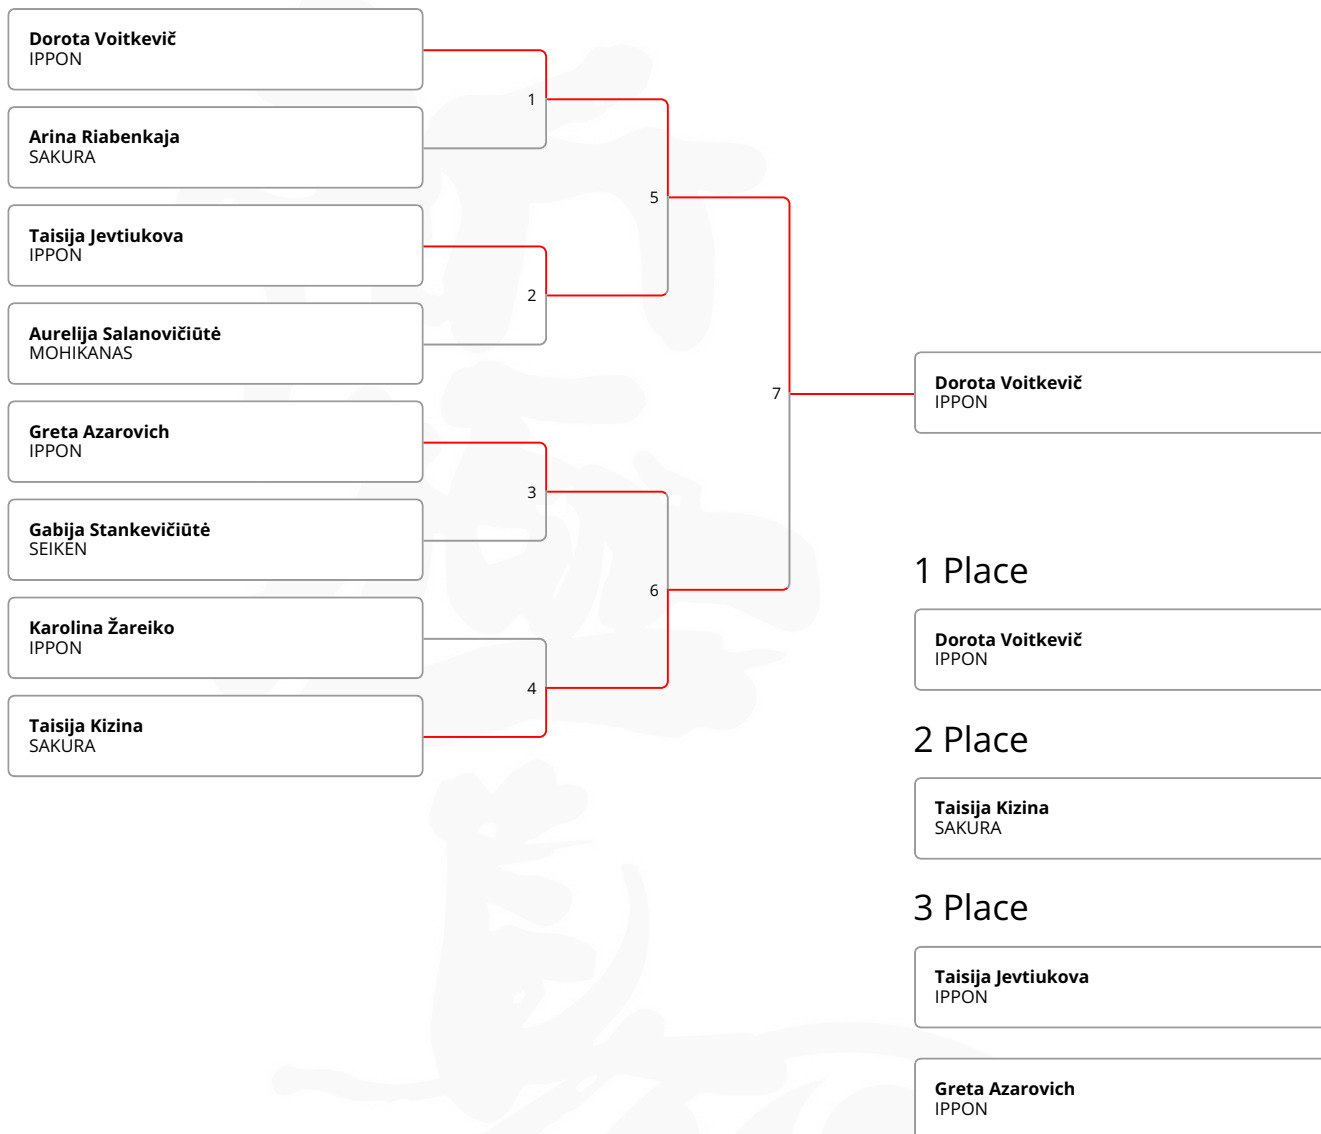 Dorota Voitkevič
IPPON
Arina Riabenkaja
SAKURA
Taisija Jevtiukova
IPPON
Aurelija Salanovičiūtė
MOHIKANAS
Greta Azarovich
IPPON
Gabija Stankevičiūtė
SEIKEN
Karolina Žareiko
IPPON
Taisija Kizina
SAKURA
1
2
3
4
5
6
7
Dorota Voitkevič
IPPON
1 Place
Dorota Voitkevič
IPPON
2 Place
Taisija Kizina
SAKURA
3 Place
Taisija Jevtiukova
IPPON
Greta Azarovich
IPPON